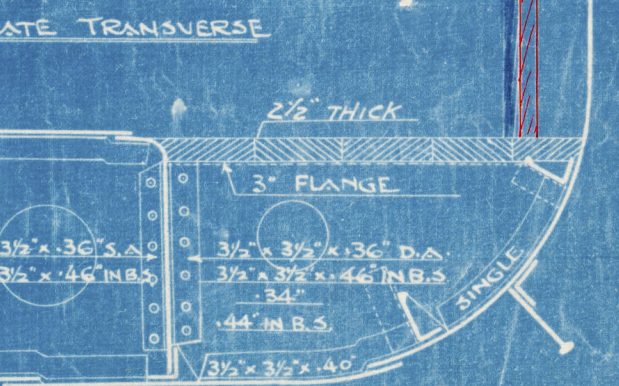 ATE TRANSVERSE
2½" THICK
3" FLANGE
3½" x .36" S.A
3½" x .46" IN B.S.
3½" x 3½" x .36" D.A.
3½" x 3½" x .46" IN B.S
.34"
.44" IN B.S.
SINGLE
3½" x 3½" x .40"